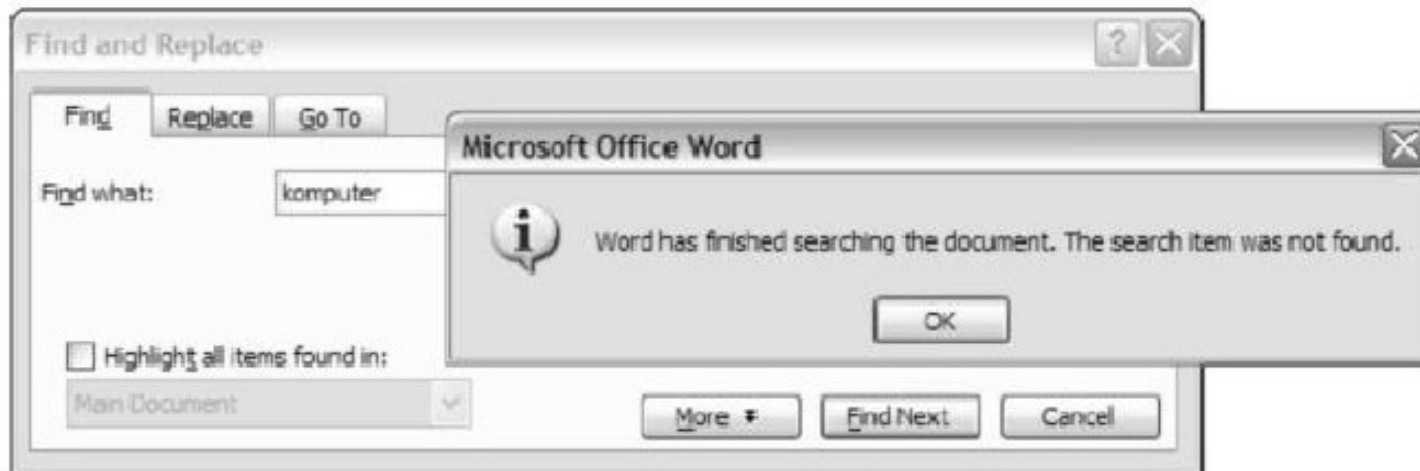 Find and Replace
Find Replace Go To
Microsoft Office Word
Find what: komputer
Word has finished searching the document. The search item was not found.
OK
Highlight all items found in:
Main Document
More Find Next Cancel